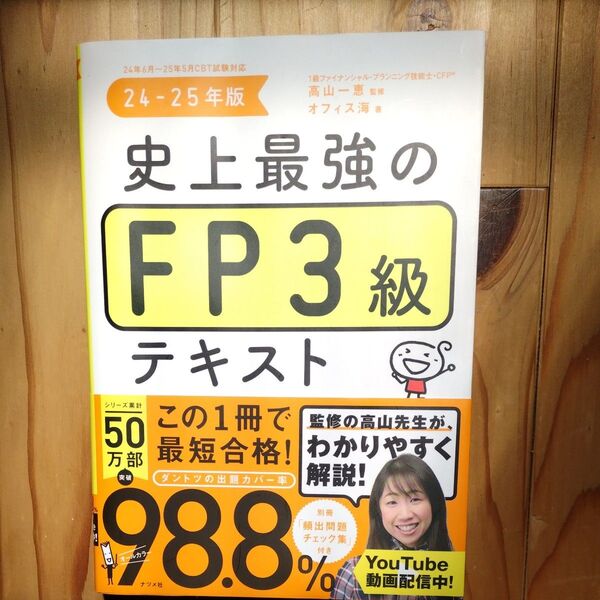 24年6月〜25年5月CBT試験対応
24-25年版
1級ファイナンシャル・プランニング技能士・CFP®
高山一恵 監修
オフィス海 著
史上最強の
FP3級
テキスト
シリーズ累計
50
万部
突破
この1冊で
最短合格!
ダントツの出題カバー率
98.8%
別冊
「頻出問題
チェック集」
付き
監修の高山先生が、
わかりやすく
解説!
YouTube
動画配信中!
オールカラー
ナツメ社